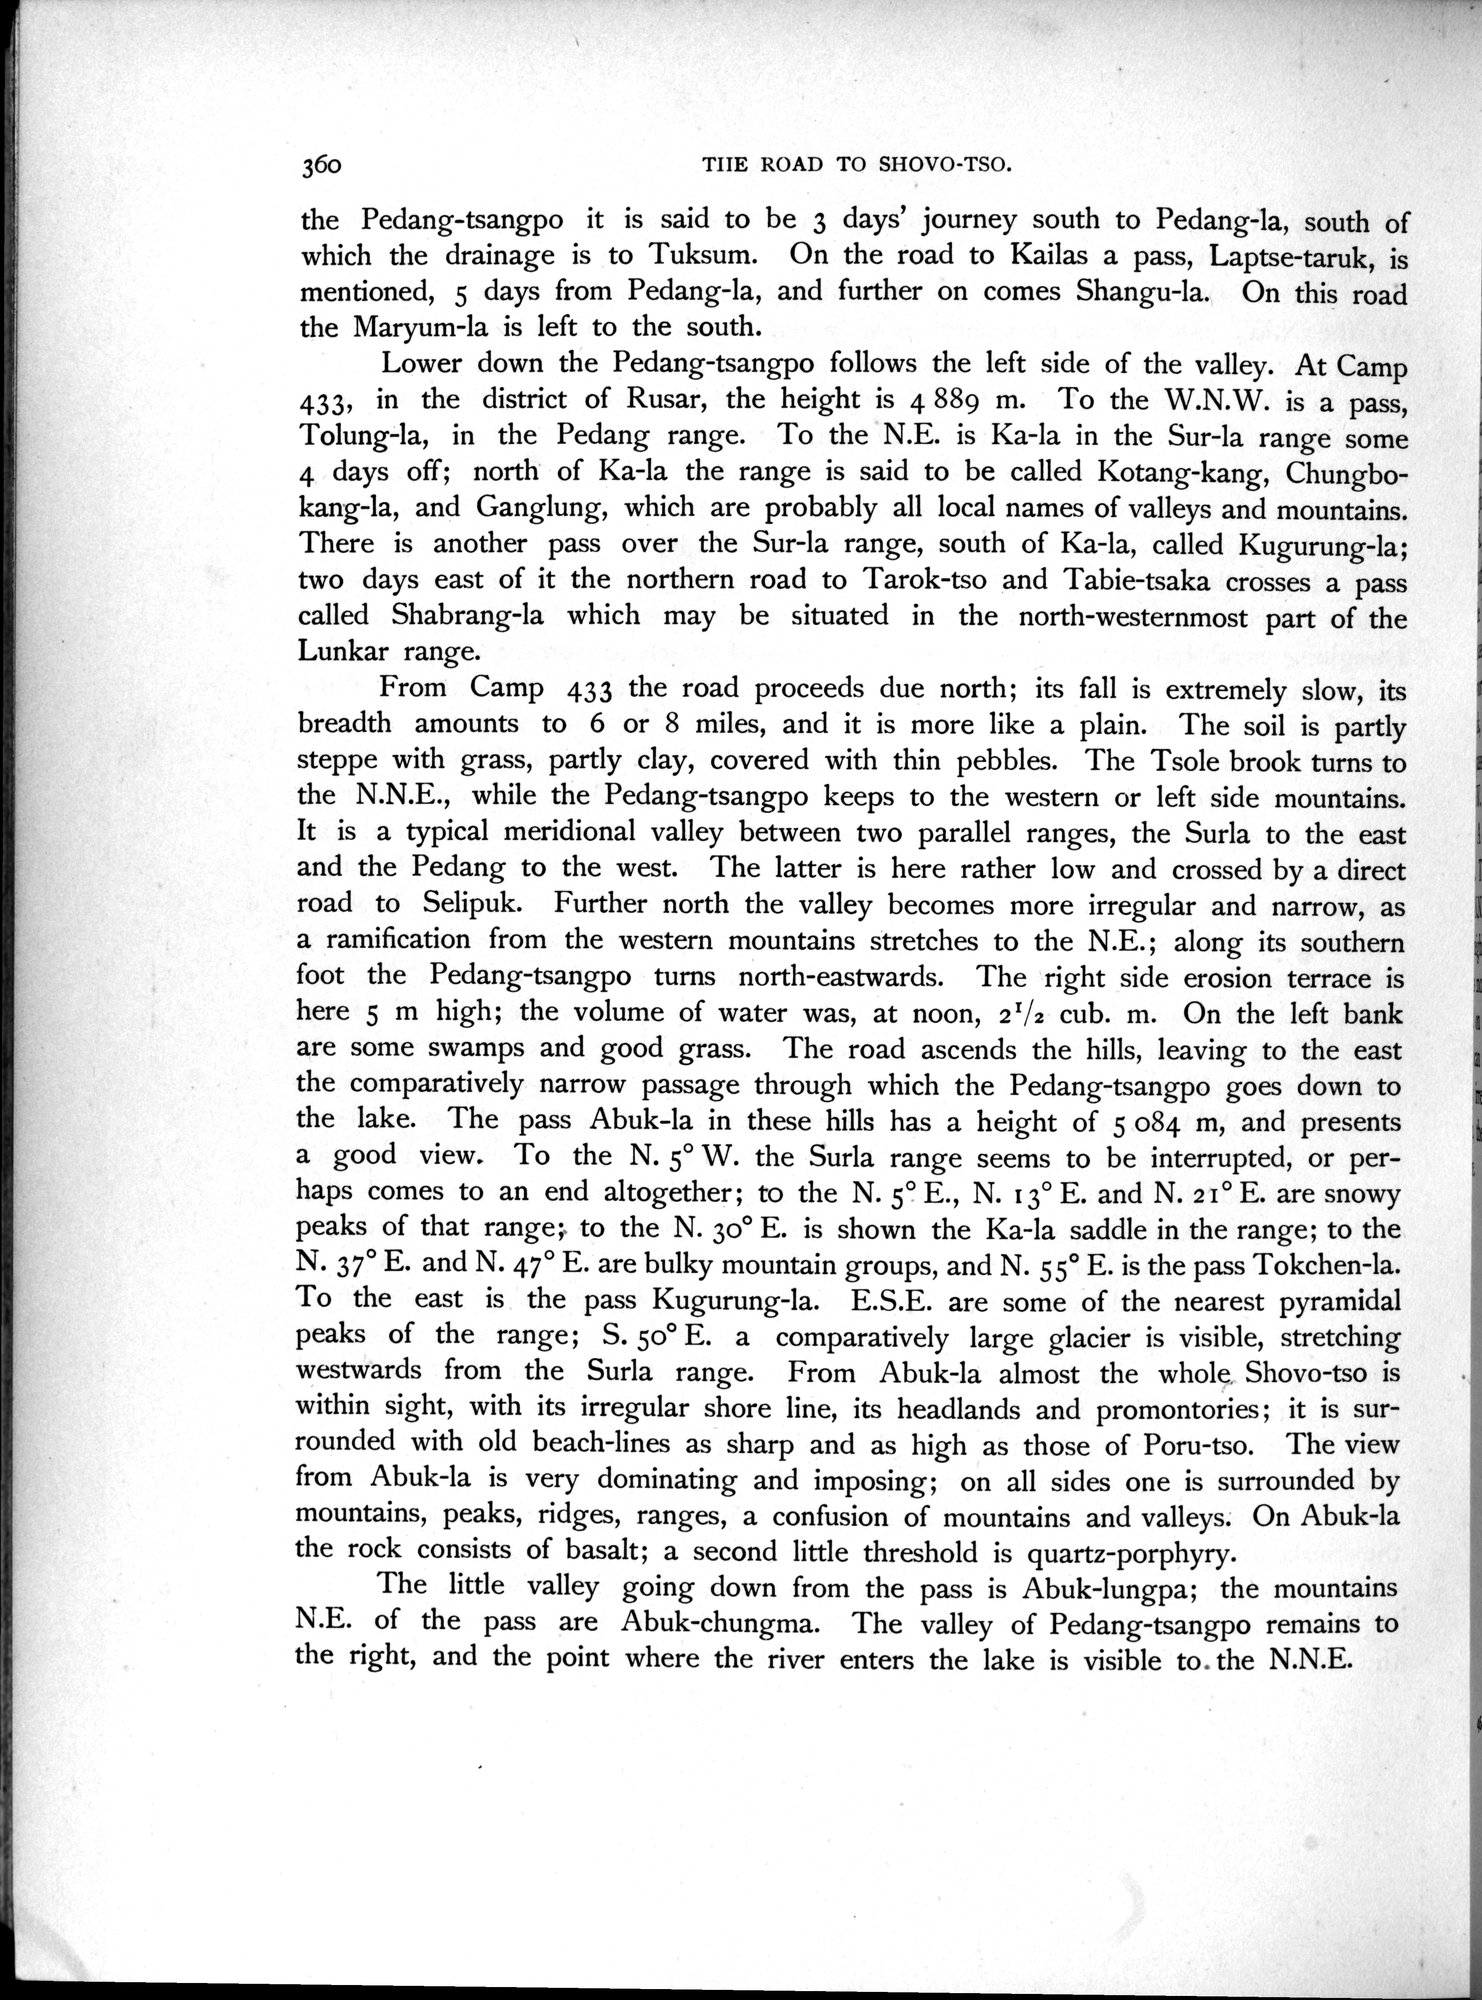 360 THE ROAD TO SHOVO-TSO.
the Pedang-tsangpo it is said to be 3 days' journey south to Pedang-la, south of
which the drainage is to Tuksum. On the road to Kailas a pass, Laptse-taruk, is
mentioned, 5 days from Pedang-la, and further on comes Shangu-la. On this road
the Maryum-la is left to the south.
Lower down the Pedang-tsangpo follows the left side of the valley. At Camp
433, in the district of Rusar, the height is 4 889 m. To the W.N.W. is a pass,
Tolung-la, in the Pedang range. To the N.E. is Ka-la in the Sur-la range some
4 days off; north of Ka-la the range is said to be called Kotang-kang, Chungbo-
kang-la, and Ganglung, which are probably all local names of valleys and mountains.
There is another pass over the Sur-la range, south of Ka-la, called Kugurung-la;
two days east of it the northern road to Tarok-tso and Tabie-tsaka crosses a pass
called Shabrang-la which may be situated in the north-westernmost part of the
Lunkar range.
From Camp 433 the road proceeds due north; its fall is extremely slow, its
breadth amounts to 6 or 8 miles, and it is more like a plain. The soil is partly
steppe with grass, partly clay, covered with thin pebbles. The Tsole brook turns to
the N.N.E., while the Pedang-tsangpo keeps to the western or left side mountains.
It is a typical meridional valley between two parallel ranges, the Surla to the east
and the Pedang to the west. The latter is here rather low and crossed by a direct
road to Selipuk. Further north the valley becomes more irregular and narrow, as
a ramification from the western mountains stretches to the N.E.; along its southern
foot the Pedang-tsangpo turns north-eastwards. The right side erosion terrace is
here 5 m high; the volume of water was, at noon, 2 1/2 cub. m. On the left bank
are some swamps and good grass. The road ascends the hills, leaving to the east
the comparatively narrow passage through which the Pedang-tsangpo goes down to
the lake. The pass Abuk-la in these hills has a height of 5 084 m, and presents
a good view. To the N. 5° W. the Surla range seems to be interrupted, or per-
haps comes to an end altogether; to the N. 5° E., N. 13° E. and N. 21° E. are snowy
peaks of that range; to the N. 30° E. is shown the Ka-la saddle in the range; to the
N. 37° E. and N. 47° E. are bulky mountain groups, and N. 55° E. is the pass Tokchen-la.
To the east is the pass Kugurung-la. E.S.E. are some of the nearest pyramidal
peaks of the range; S. 50° E. a comparatively large glacier is visible, stretching
westwards from the Surla range. From Abuk-la almost the whole Shovo-tso is
within sight, with its irregular shore line, its headlands and promontories; it is sur-
rounded with old beach-lines as sharp and as high as those of Poru-tso. The view
from Abuk-la is very dominating and imposing; on all sides one is surrounded by
mountains, peaks, ridges, ranges, a confusion of mountains and valleys. On Abuk-la
the rock consists of basalt; a second little threshold is quartz-porphyry.
The little valley going down from the pass is Abuk-lungpa; the mountains
N.E. of the pass are Abuk-chungma. The valley of Pedang-tsangpo remains to
the right, and the point where the river enters the lake is visible to the N.N.E.